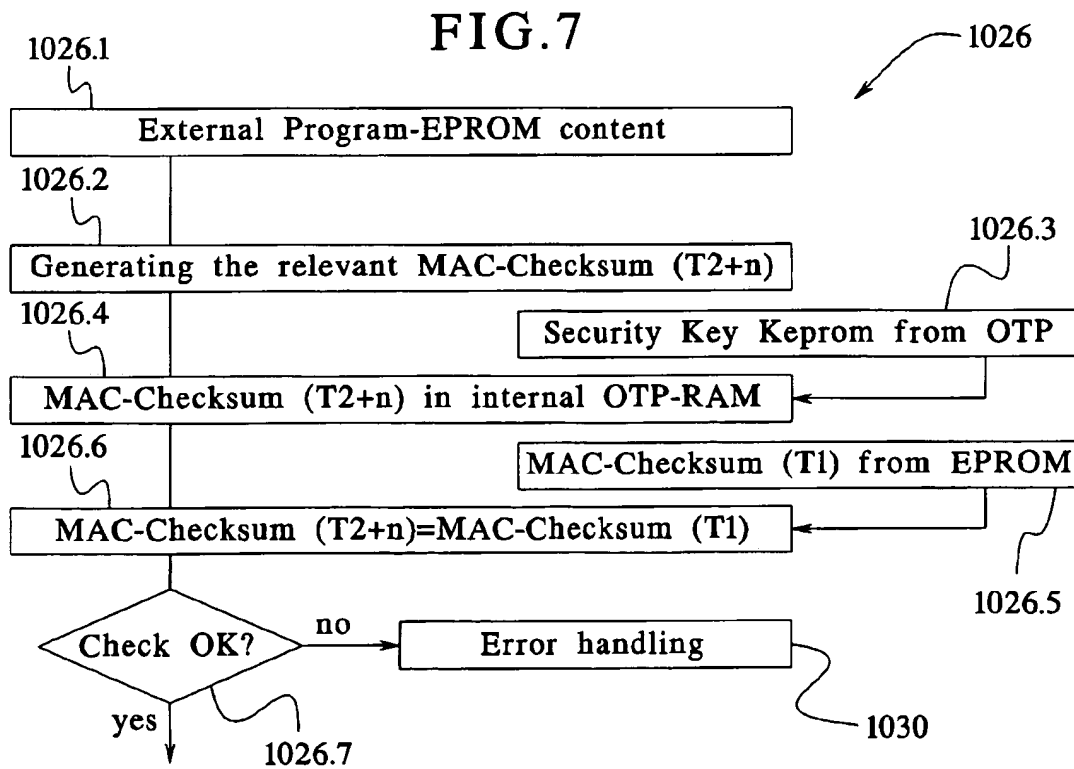 FIG.7
1026.1
1026
External Program-EPROM content
1026.2
1026.3
Generating the relevant MAC-Checksum (T2+n)
1026.4
Security Key Keprom from OTP
MAC-Checksum (T2+n) in internal OTP-RAM
1026.6
MAC-Checksum (T1) from EPROM
MAC-Checksum (T2+n)=MAC-Checksum (T1)
1026.5
Check OK?
no
Error handling
yes
1026.7
1030